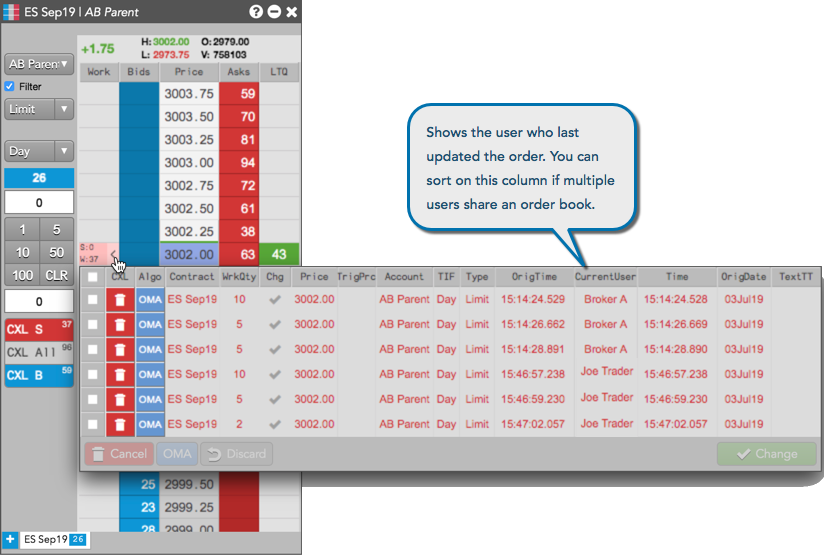 ES Sep19 | AB Parent
+1.75 H: 3002.00 O: 2979.00
L: 2973.75 V: 758103
AB Paren
Filter
Limit
Day
26
0
1 5
10 50
100 CLR
0
CXL S 37
CXL All 96
CXL B 59
Work Bids Price Asks LTQ
3003.75 59
3003.50 70
3003.25 81
3003.00 94
3002.75 72
3002.50 61
3002.25 38
S:0
W:37 3002.00 63 43
Shows the user who last
updated the order. You can
sort on this column if multiple
users share an order book.
CXL Algo Contract WrkQty Chg Price TrigPrc Account TIF Type OrigTime CurrentUser Time OrigDate TextTT
OMA ES Sep19 10 3002.00 AB Parent Day Limit 15:14:24.529 Broker A 15:14:24.528 03Jul19
OMA ES Sep19 5 3002.00 AB Parent Day Limit 15:14:26.662 Broker A 15:14:26.669 03Jul19
OMA ES Sep19 5 3002.00 AB Parent Day Limit 15:14:28.891 Broker A 15:14:28.890 03Jul19
OMA ES Sep19 10 3002.00 AB Parent Day Limit 15:46:57.238 Joe Trader 15:46:57.238 03Jul19
OMA ES Sep19 5 3002.00 AB Parent Day Limit 15:46:59.230 Joe Trader 15:46:59.230 03Jul19
OMA ES Sep19 2 3002.00 AB Parent Day Limit 15:47:02.057 Joe Trader 15:47:02.057 03Jul19
Cancel OMA Discard Change
25 2999.50
23 2999.25
28 2999.00
ES Sep19 26